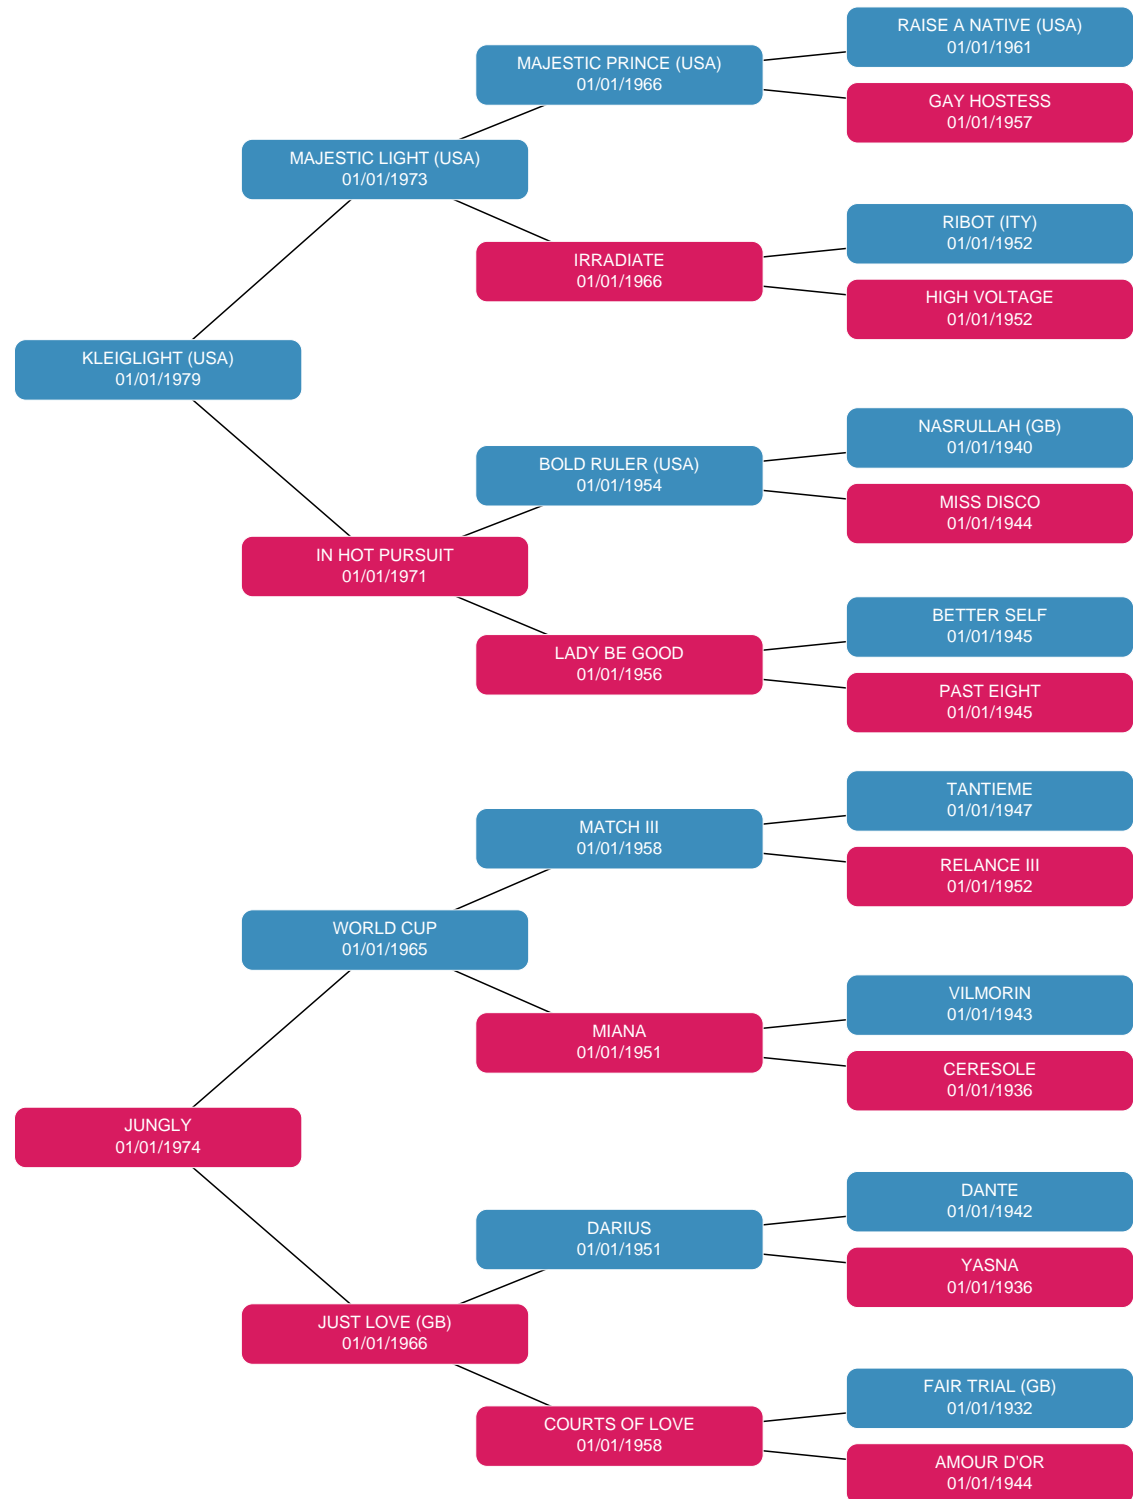 RAISE A NATIVE (USA)
01/01/1961
MAJESTIC PRINCE (USA)
01/01/1966
GAY HOSTESS
01/01/1957
MAJESTIC LIGHT (USA)
01/01/1973
RIBOT (ITY)
01/01/1952
IRRADIATE
01/01/1966
HIGH VOLTAGE
01/01/1952
KLEIGLIGHT (USA)
01/01/1979
NASRULLAH (GB)
01/01/1940
BOLD RULER (USA)
01/01/1954
MISS DISCO
01/01/1944
IN HOT PURSUIT
01/01/1971
BETTER SELF
01/01/1945
LADY BE GOOD
01/01/1956
PAST EIGHT
01/01/1945
TANTIEME
01/01/1947
MATCH III
01/01/1958
RELANCE III
01/01/1952
WORLD CUP
01/01/1965
VILMORIN
01/01/1943
MIANA
01/01/1951
CERESOLE
01/01/1936
JUNGLY
01/01/1974
DANTE
01/01/1942
DARIUS
01/01/1951
YASNA
01/01/1936
JUST LOVE (GB)
01/01/1966
FAIR TRIAL (GB)
01/01/1932
COURTS OF LOVE
01/01/1958
AMOUR D'OR
01/01/1944